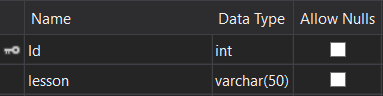 Name Data Type Allow Nulls
Id int
lesson varchar(50)